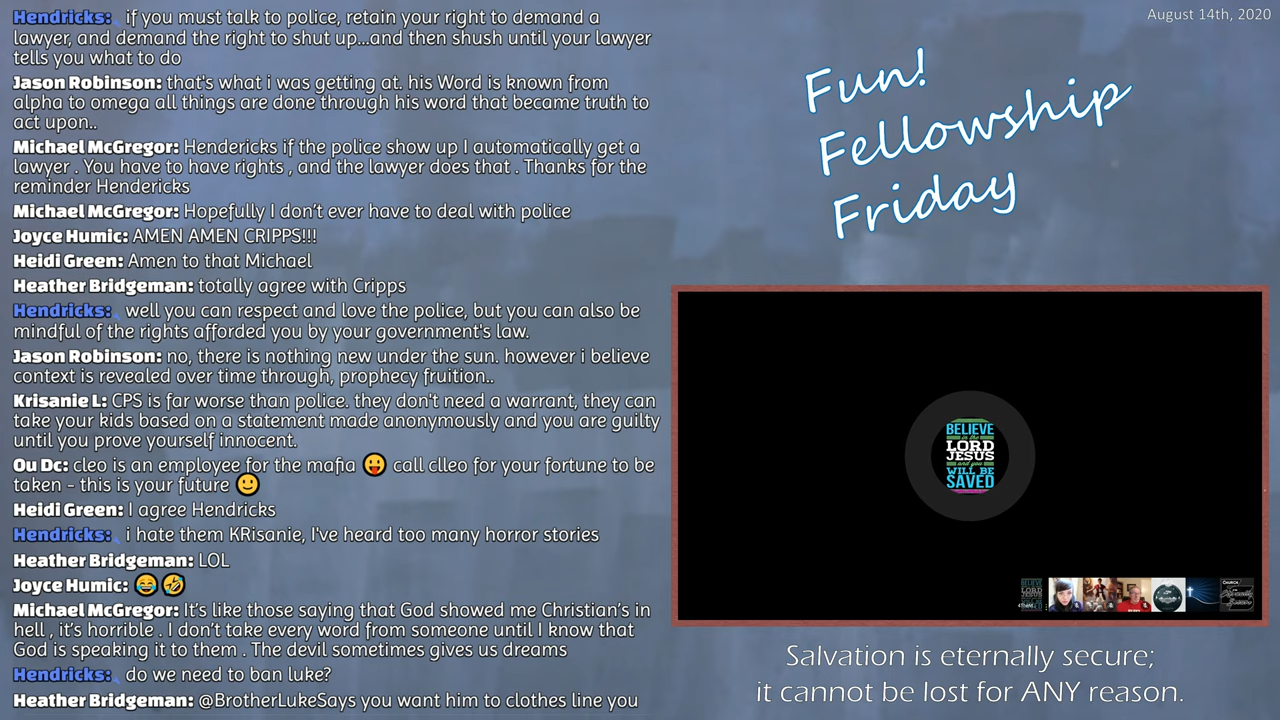 Hendricks: if you must talk to police, retain your right to demand a
lawyer, and demand the right to shut up...and then shush until your lawyer
tells you what to do
Jason Robinson: that's what i was getting at. his Word is known from
alpha to omega all things are done through his word that became truth to
act upon..
Michael McGregor: Hendericks if the police show up I automatically get a
lawyer . You have to have rights , and the lawyer does that . Thanks for the
reminder Hendericks
Michael McGregor: Hopefully I don't ever have to deal with police
Joyce Humic: AMEN AMEN CRIPPS!!!
Heidi Green: Amen to that Michael
Heather Bridgeman: totally agree with Cripps
Hendricks: well you can respect and love the police, but you can also be
mindful of the rights afforded you by your government's law.
Jason Robinson: no, there is nothing new under the sun. however i believe
context is revealed over time through, prophecy fruition..
Krisanie L: CPS is far worse than police. they don't need a warrant, they can
take your kids based on a statement made anonymously and you are guilty
until you prove yourself innocent.
Ou Dc: cleo is an employee for the mafia 😛 call clleo for your fortune to be
taken - this is your future 🙂
Heidi Green: I agree Hendricks
Hendricks: i hate them KRisanie, I've heard too many horror stories
Heather Bridgeman: LOL
Joyce Humic: 😂🤣
Michael McGregor: It's like those saying that God showed me Christian's in
hell , it's horrible . I don't take every word from someone until I know that
God is speaking it to them . The devil sometimes gives us dreams
Hendricks: do we need to ban luke?
Heather Bridgeman: @BrotherLukeSays you want him to clothes line you
August 14th, 2020
Fun!
Fellowship
Friday
BELIEVE
in the
LORD
JESUS
and you
WILL BE
SAVED
Salvation is eternally secure;
it cannot be lost for ANY reason.